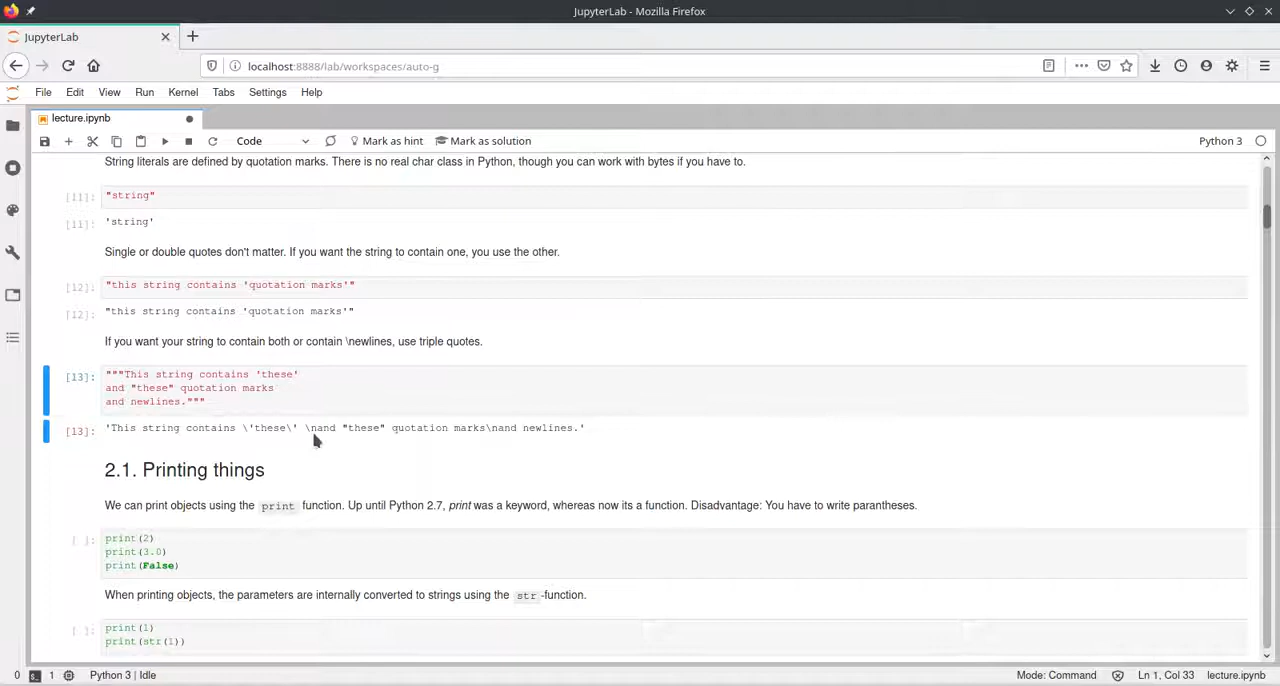 JupyterLab - Mozilla Firefox
JupyterLab
localhost:8888/lab/workspaces/auto-g
File Edit View Run Kernel Tabs Settings Help
lecture.ipynb
Code Mark as hint Mark as solution Python 3
String literals are defined by quotation marks. There is no real char class in Python, though you can work with bytes if you have to.
[11]: "string"
[11]: 'string'
Single or double quotes don't matter. If you want the string to contain one, you use the other.
[12]: "this string contains 'quotation marks'"
[12]: "this string contains 'quotation marks'"
If you want your string to contain both or contain \newlines, use triple quotes.
[13]: """This string contains 'these'
and "these" quotation marks
and newlines."""
[13]: 'This string contains \'these\' \nand "these" quotation marks\nand newlines.'
2.1. Printing things
We can print objects using the print function. Up until Python 2.7, print was a keyword, whereas now its a function. Disadvantage: You have to write parantheses.
[ ]: print(2)
print(3.0)
print(False)
When printing objects, the parameters are internally converted to strings using the str -function.
[ ]: print(1)
print(str(1))
0 1 Python 3 | Idle Mode: Command Ln 1, Col 33 lecture.ipynb